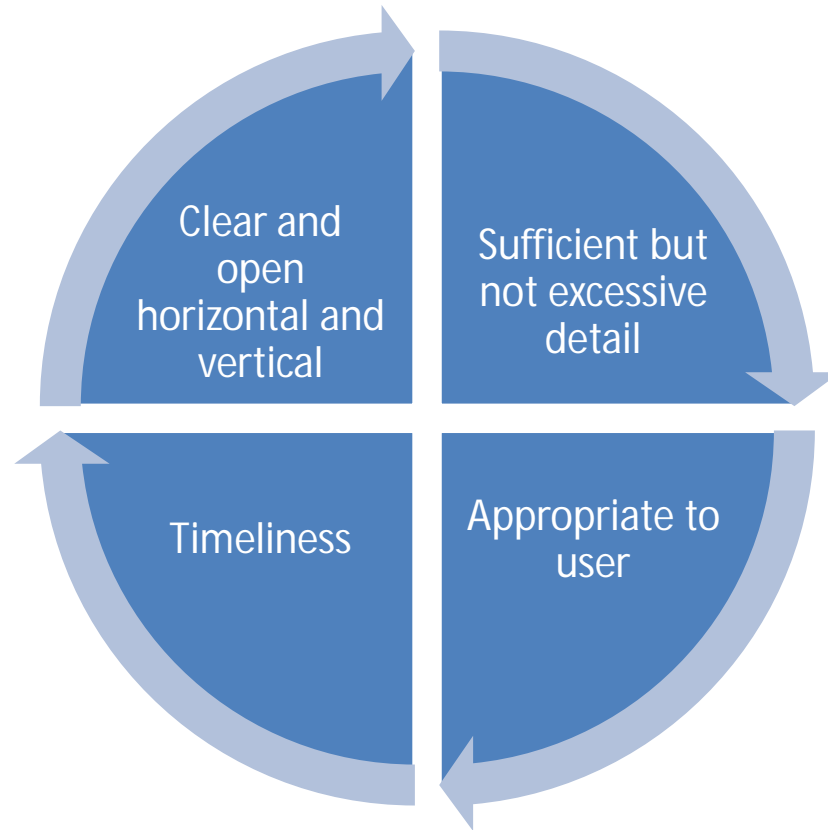 Clear and
open
horizontal and
vertical
Sufficient but
not excessive
detail
Appropriate to
user
Timeliness